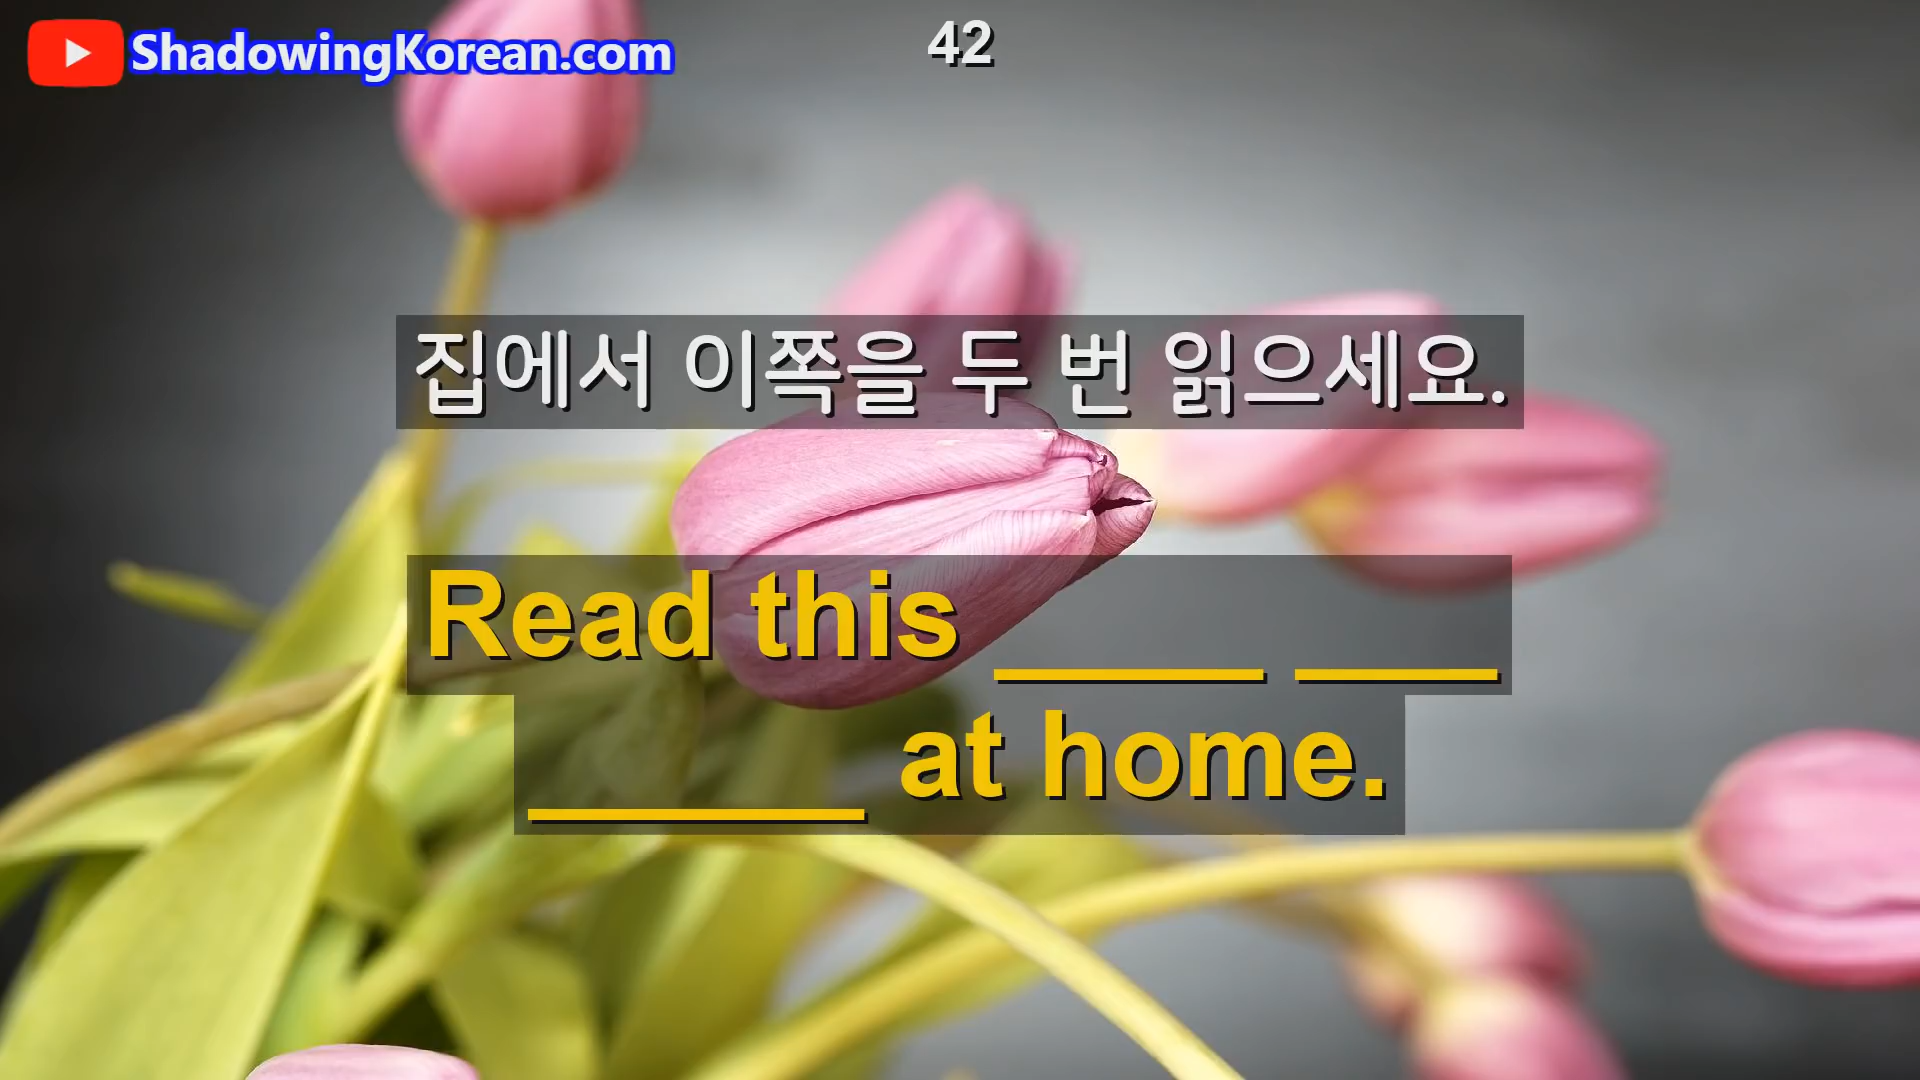 ShadowingKorean.com
42
집에서 이쪽을 두 번 읽으세요.
Read this ____ ___
_____ at home.